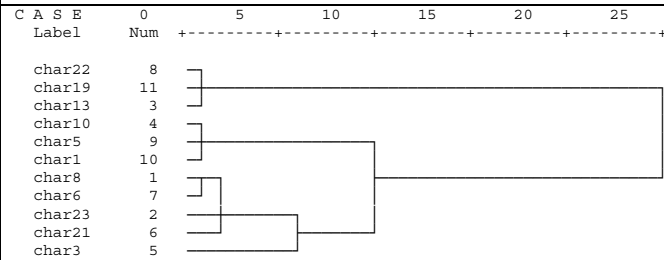 C A S E 0 5 10 15 20 25
Label Num +---------+---------+---------+---------+---------+
char22 8
char19 11
char13 3
char10 4
char5 9
char1 10
char8 1
char6 7
char23 2
char21 6
char3 5